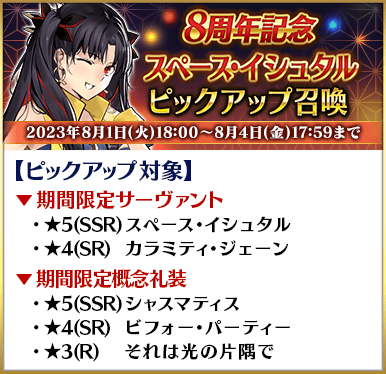 8周年記念
スペース・イシュタル
ピックアップ召喚
2023年8月1日(火)18:00～8月4日(金)17:59まで
【ピックアップ対象】
▼期間限定サーヴァント
・★5(SSR)スペース・イシュタル
・★4(SR) カラミティ・ジェーン
▼期間限定概念礼装
・★5(SSR)シャスマティス
・★4(SR) ビフォー・パーティー
・★3(R) それは光の片隅で